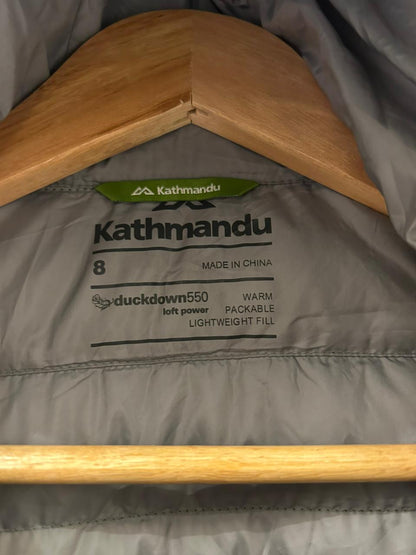 Kathmandu
Kathmandu
8 MADE IN CHINA
duckdown550 WARM
loft power PACKABLE
LIGHTWEIGHT FILL